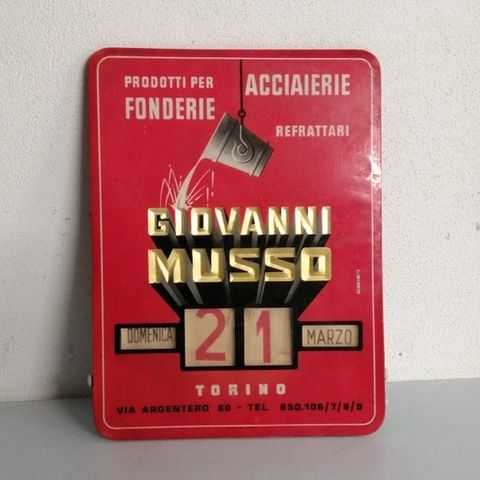 PRODOTTI PER
FONDERIE
ACCIAIERIE
REFRATTARI
GIOVANNI
MUSSO
DOMENICA
21
MARZO
TORINO
VIA ARGENTERO 60 - TEL. 650.106/7/8/9